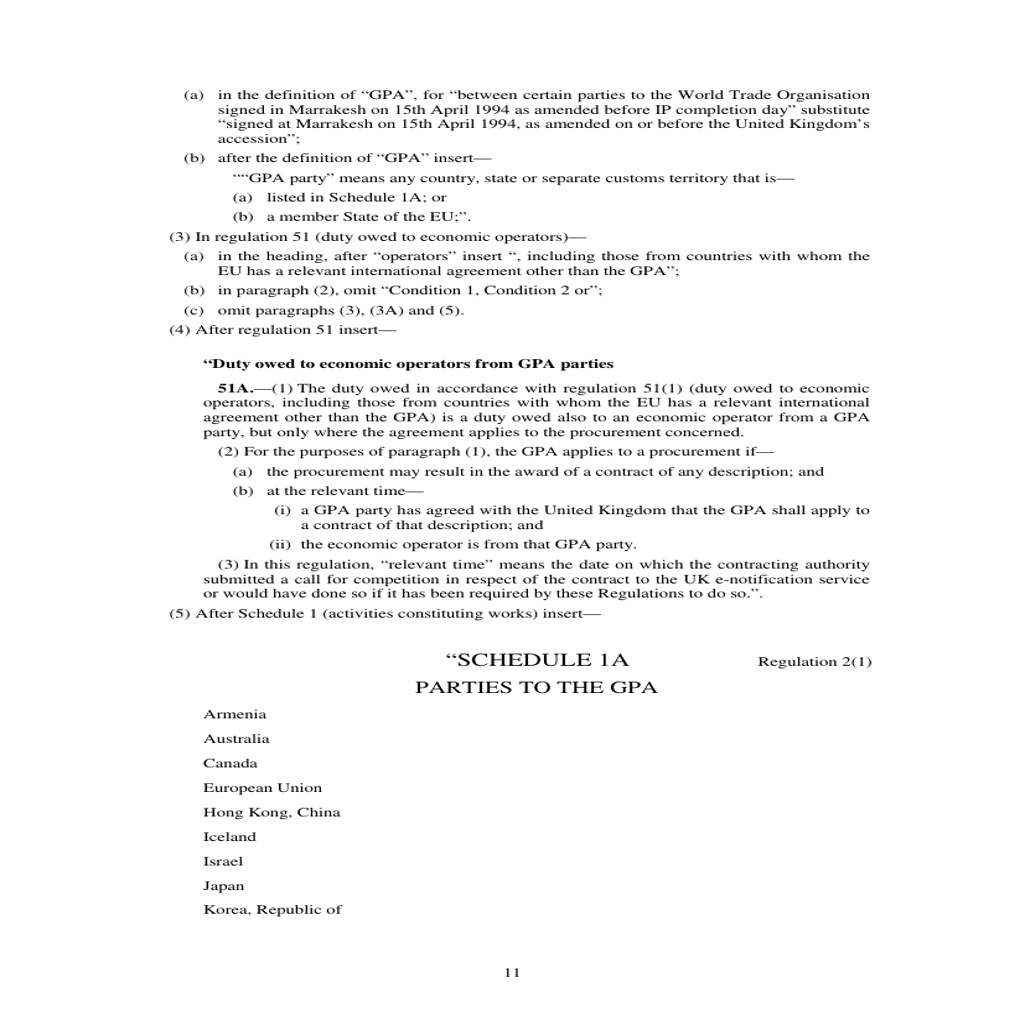 (a) in the definition of “GPA”, for “between certain parties to the World Trade Organisation
signed in Marrakesh on 15th April 1994 as amended before IP completion day” substitute
“signed at Marrakesh on 15th April 1994, as amended on or before the United Kingdom’s
accession”;
(b) after the definition of “GPA” insert—
““GPA party” means any country, state or separate customs territory that is—
(a) listed in Schedule 1A; or
(b) a member State of the EU;”.
(3) In regulation 51 (duty owed to economic operators)—
(a) in the heading, after “operators” insert “, including those from countries with whom the
EU has a relevant international agreement other than the GPA”;
(b) in paragraph (2), omit “Condition 1, Condition 2 or”;
(c) omit paragraphs (3), (3A) and (5).
(4) After regulation 51 insert—
“Duty owed to economic operators from GPA parties
51A.—(1) The duty owed in accordance with regulation 51(1) (duty owed to economic
operators, including those from countries with whom the EU has a relevant international
agreement other than the GPA) is a duty owed also to an economic operator from a GPA
party, but only where the agreement applies to the procurement concerned.
(2) For the purposes of paragraph (1), the GPA applies to a procurement if—
(a) the procurement may result in the award of a contract of any description; and
(b) at the relevant time—
(i) a GPA party has agreed with the United Kingdom that the GPA shall apply to
a contract of that description; and
(ii) the economic operator is from that GPA party.
(3) In this regulation, “relevant time” means the date on which the contracting authority
submitted a call for competition in respect of the contract to the UK e-notification service
or would have done so if it has been required by these Regulations to do so.”.
(5) After Schedule 1 (activities constituting works) insert—
“SCHEDULE 1A Regulation 2(1)
PARTIES TO THE GPA
Armenia
Australia
Canada
European Union
Hong Kong, China
Iceland
Israel
Japan
Korea, Republic of
11